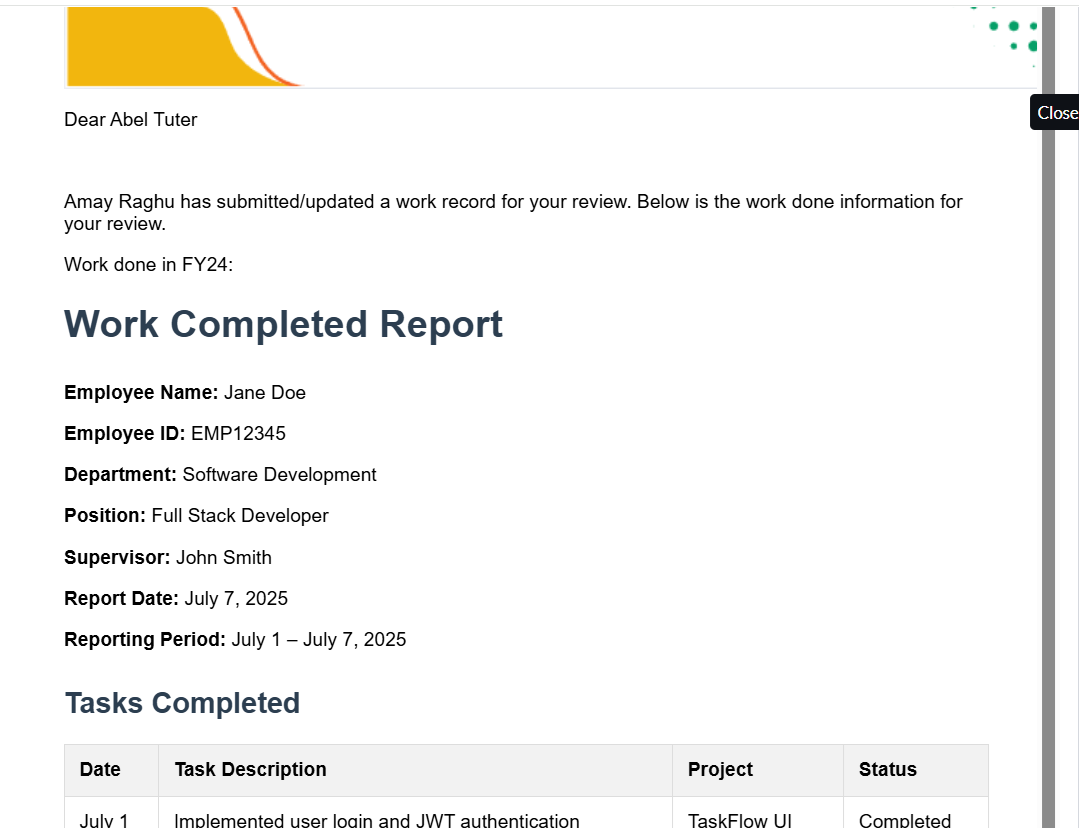 Dear Abel Tuter
Close
Amay Raghu has submitted/updated a work record for your review. Below is the work done information for
your review.
Work done in FY24:
Work Completed Report
Employee Name: Jane Doe
Employee ID: EMP12345
Department: Software Development
Position: Full Stack Developer
Supervisor: John Smith
Report Date: July 7, 2025
Reporting Period: July 1 – July 7, 2025
Tasks Completed
Date Task Description Project Status
July 1 Implemented user login and JWT authentication TaskFlow UI Completed